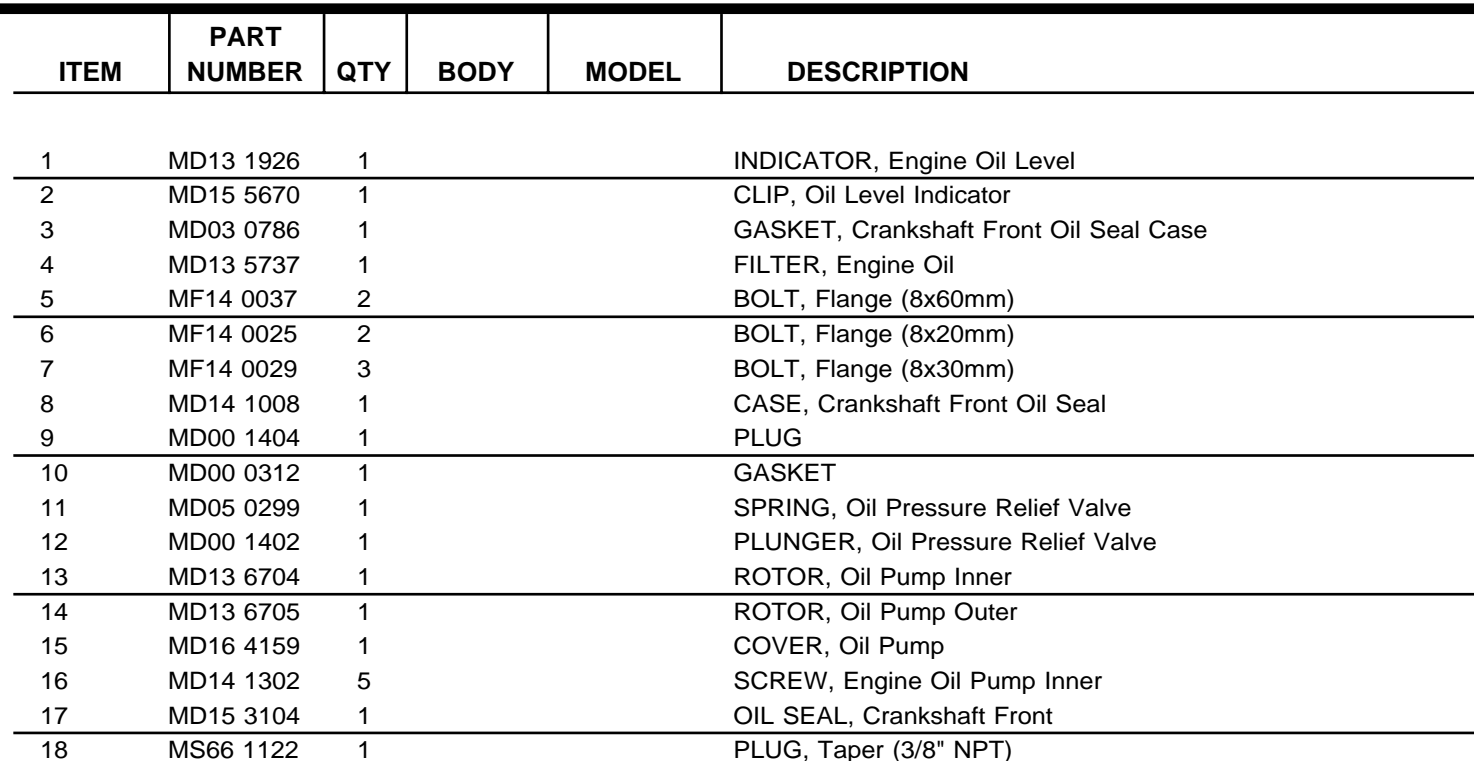 PART
ITEM NUMBER QTY BODY MODEL DESCRIPTION
1 MD13 1926 1 INDICATOR, Engine Oil Level
2 MD15 5670 1 CLIP, Oil Level Indicator
3 MD03 0786 1 GASKET, Crankshaft Front Oil Seal Case
4 MD13 5737 1 FILTER, Engine Oil
5 MF14 0037 2 BOLT, Flange (8x60mm)
6 MF14 0025 2 BOLT, Flange (8x20mm)
7 MF14 0029 3 BOLT, Flange (8x30mm)
8 MD14 1008 1 CASE, Crankshaft Front Oil Seal
9 MD00 1404 1 PLUG
10 MD00 0312 1 GASKET
11 MD05 0299 1 SPRING, Oil Pressure Relief Valve
12 MD00 1402 1 PLUNGER, Oil Pressure Relief Valve
13 MD13 6704 1 ROTOR, Oil Pump Inner
14 MD13 6705 1 ROTOR, Oil Pump Outer
15 MD16 4159 1 COVER, Oil Pump
16 MD14 1302 5 SCREW, Engine Oil Pump Inner
17 MD15 3104 1 OIL SEAL, Crankshaft Front
18 MS66 1122 1 PLUG, Taper (3/8" NPT)